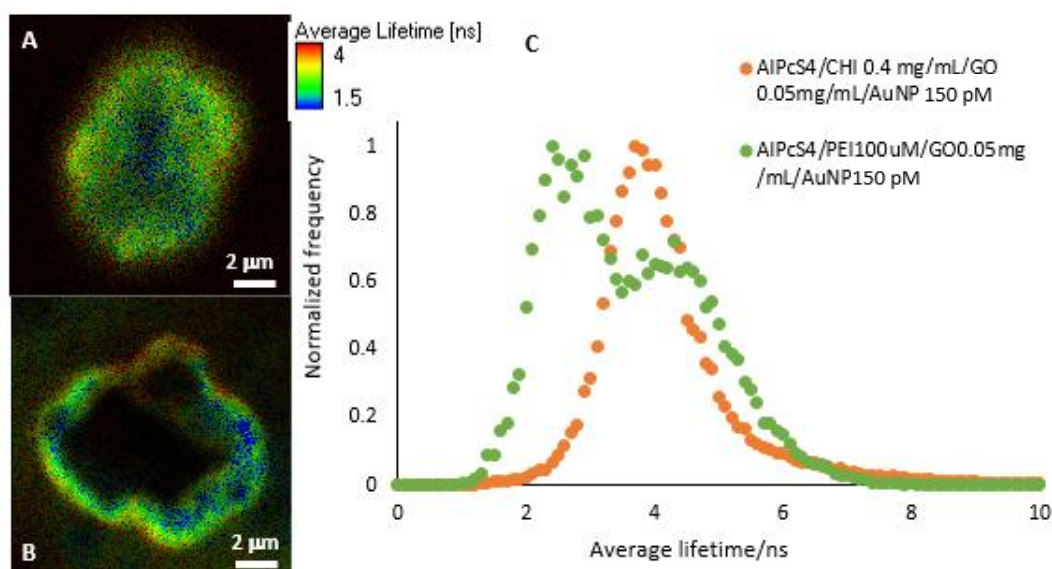 A
Average Lifetime [ns]
4
1.5
2 μm
B
2 μm
C
AlPcS4/CHI 0.4 mg/mL/GO
0.05mg/mL/AuNP 150 pM
AlPcS4/PEI100uM/GO0.05mg
/mL/AuNP150 pM
Normalized frequency
1
0.8
0.6
0.4
0.2
0
0 2 4 6 8 10
Average lifetime/ns